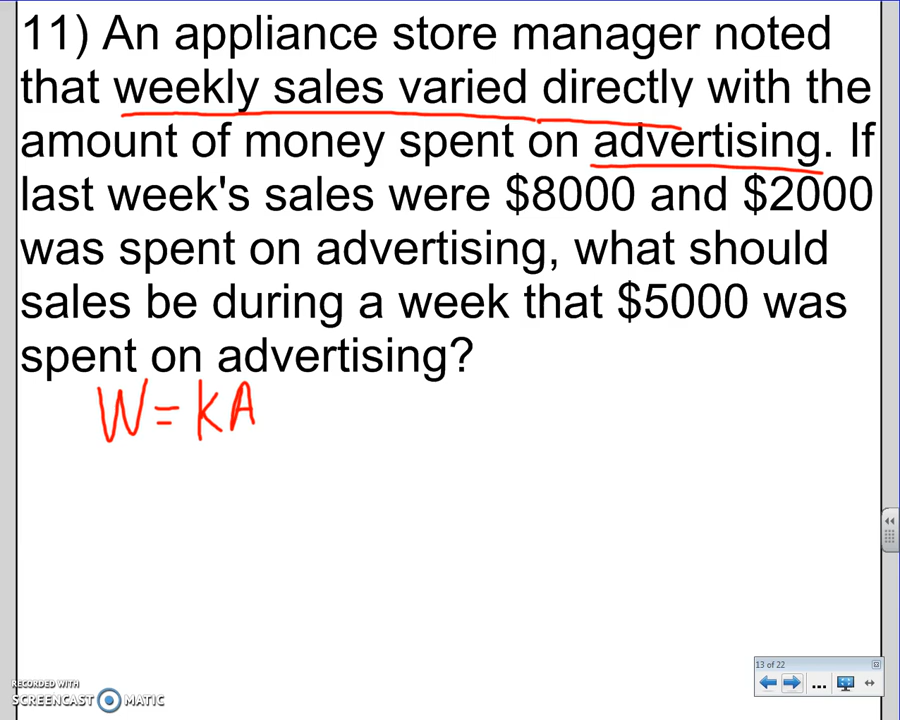 11) An appliance store manager noted
that weekly sales varied directly with the
amount of money spent on advertising. If
last week's sales were $8000 and $2000
was spent on advertising, what should
sales be during a week that $5000 was
spent on advertising?
W = KA
13 of 22
...
RECORDED WITH
SCREENCAST MATIC